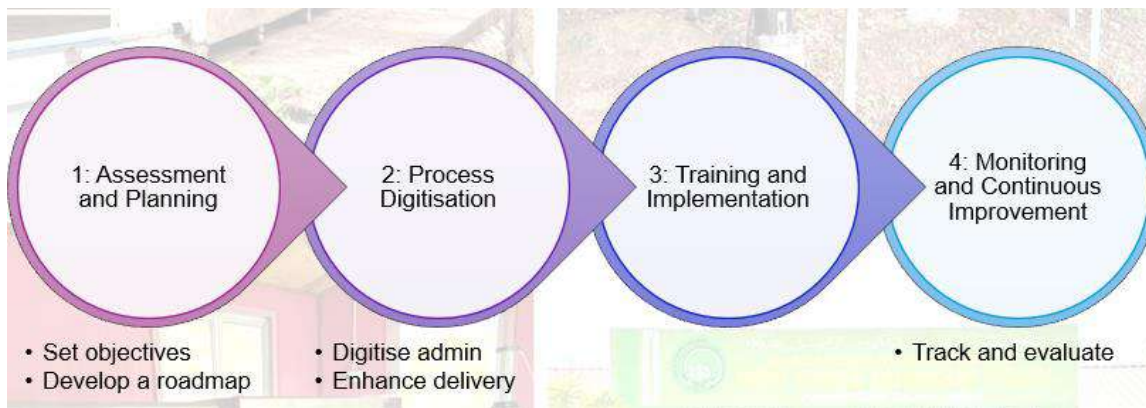 1: Assessment
and Planning
2: Process
Digitisation
3: Training and
Implementation
4: Monitoring
and Continuous
Improvement
• Set objectives
• Develop a roadmap
• Digitise admin
• Enhance delivery
• Track and evaluate